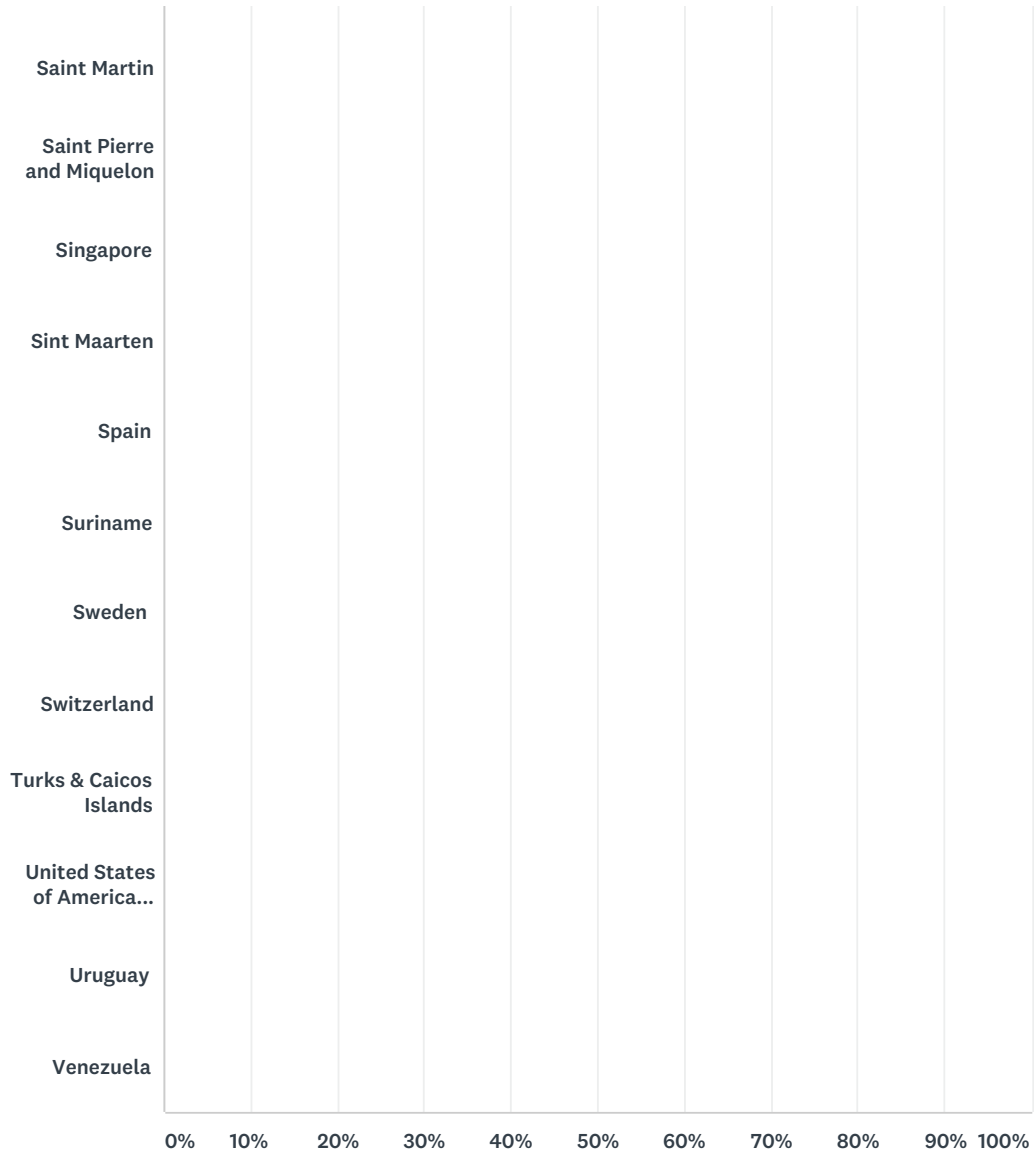 Saint Martin
Saint Pierre
and Miquelon
Singapore
Sint Maarten
Spain
Suriname
Sweden
Switzerland
Turks & Caicos
Islands
United States
of America...
Uruguay
Venezuela
0% 10% 20% 30% 40% 50% 60% 70% 80% 90% 100%